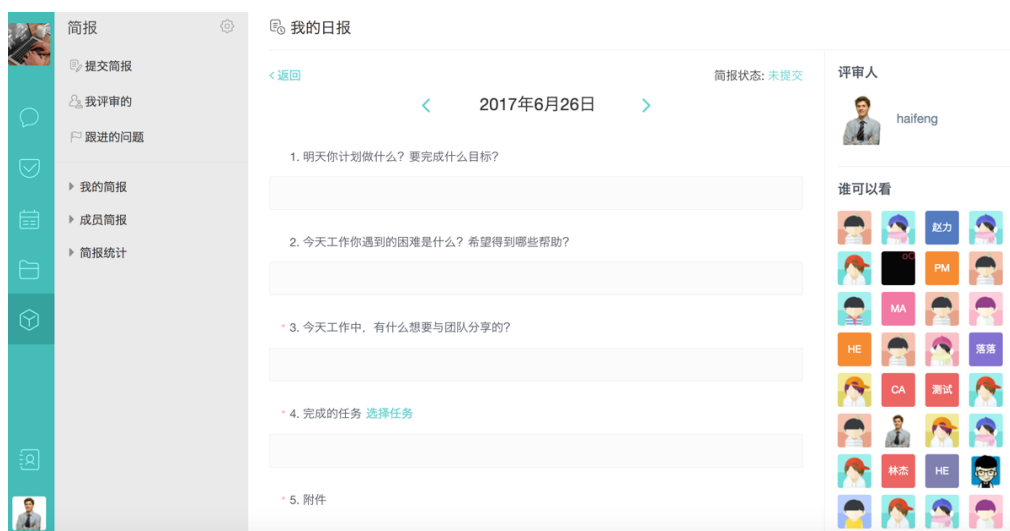 简报
提交简报
我评审的
跟进的问题
我的简报
成员简报
简报统计
我的日报
返回
简报状态: 未提交
2017年6月26日
1. 明天你计划做什么？要完成什么目标?
2. 今天工作你遇到的困难是什么？希望得到哪些帮助?
* 3. 今天工作中，有什么想要与团队分享的?
* 4. 完成的任务 选择任务
* 5. 附件
评审人
haifeng
谁可以看
赵力
PM
MA
HE
落落
CA
测试
林杰
HE